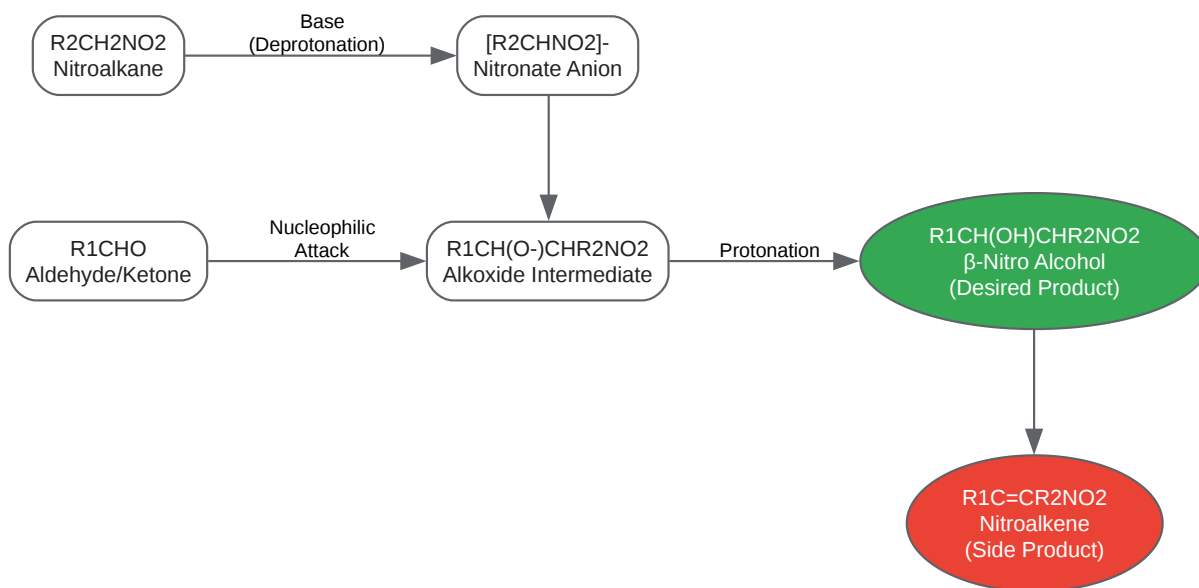 R2CH2NO2
Nitroalkane
Base
(Deprotonation)
[R2CHNO2]-
Nitronate Anion
R1CHO
Aldehyde/Ketone
Nucleophilic
Attack
R1CH(O-)CHR2NO2
Alkoxide Intermediate
Protonation
R1CH(OH)CHR2NO2
β-Nitro Alcohol
(Desired Product)
R1C=CR2NO2
Nitroalkene
(Side Product)